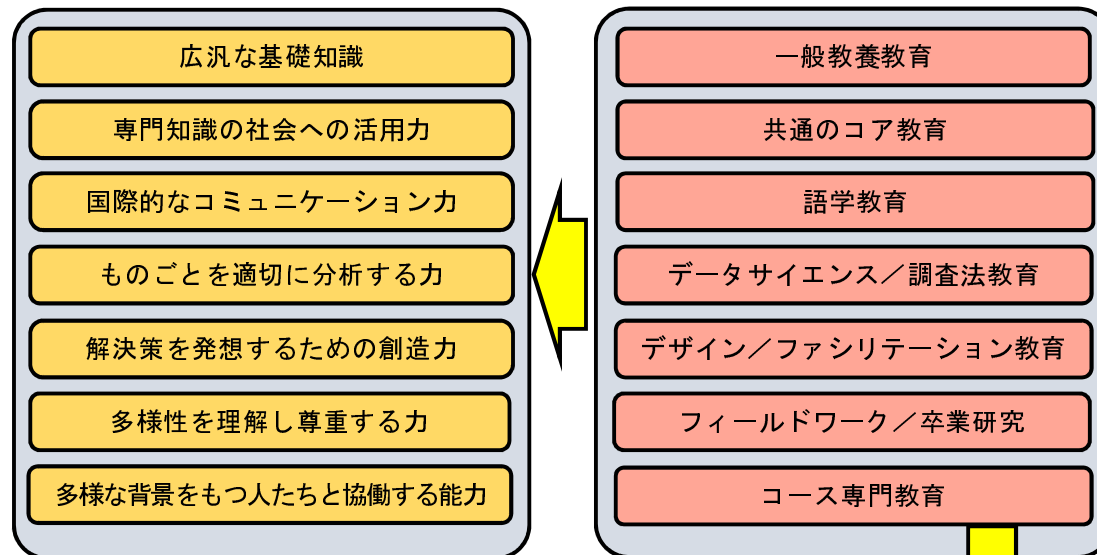 広汎な基礎知識
専門知識の社会への活用力
国際的なコミュニケーション力
ものごとを適切に分析する力
解決策を発想するための創造力
多様性を理解し尊重する力
多様な背景をもつ人たちと協働する能力
一般教養教育
共通のコア教育
語学教育
データサイエンス／調査法教育
デザイン／ファシリテーション教育
フィールドワーク／卒業研究
コース専門教育